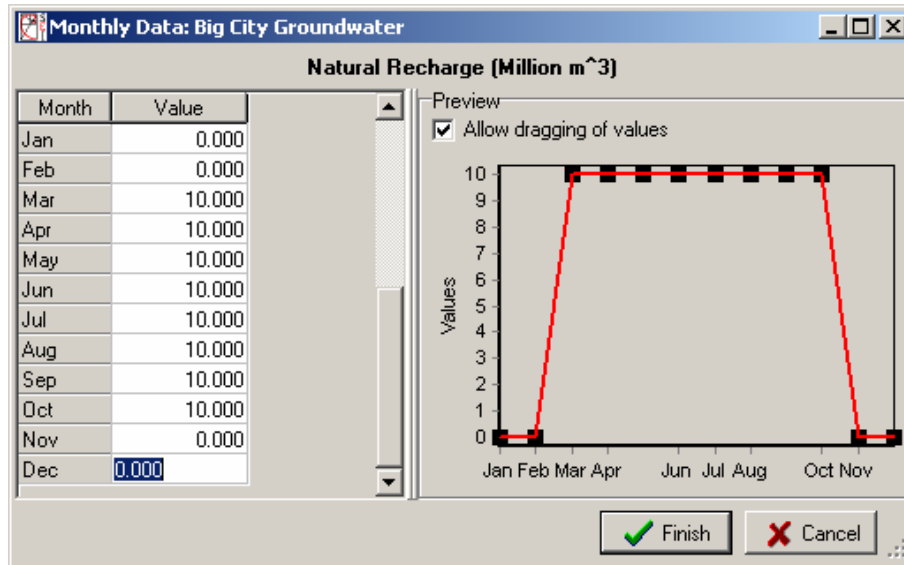 Monthly Data: Big City Groundwater
Natural Recharge (Million m^3)
Month Value
Jan 0.000
Feb 0.000
Mar 10.000
Apr 10.000
May 10.000
Jun 10.000
Jul 10.000
Aug 10.000
Sep 10.000
Oct 10.000
Nov 0.000
Dec 0.000
Preview
Allow dragging of values
Values
10
9
8
7
6
5
4
3
2
1
0
Jan Feb Mar Apr Jun Jul Aug Oct Nov
Finish Cancel